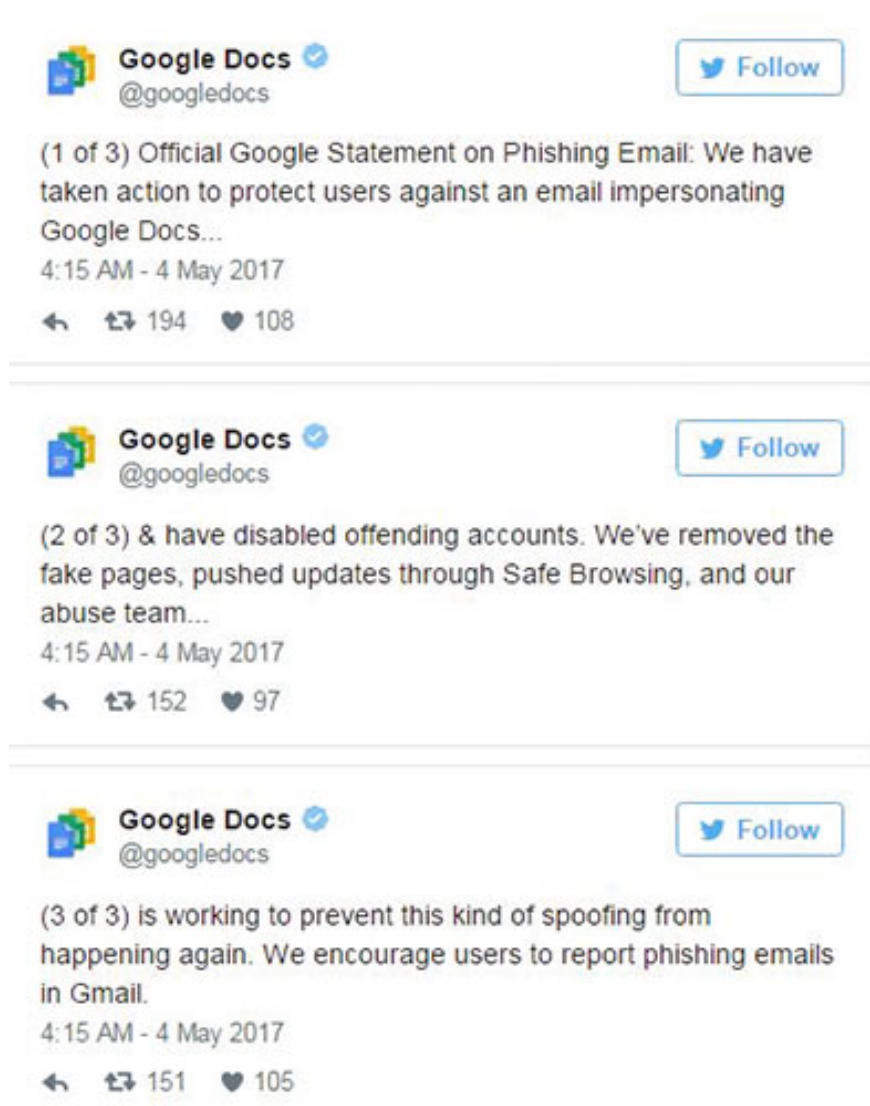 Google Docs
Follow
@googledocs
(1 of 3) Official Google Statement on Phishing Email: We have
taken action to protect users against an email impersonating
Google Docs...
4:15 AM - 4 May 2017
194 108
Google Docs
Follow
@googledocs
(2 of 3) & have disabled offending accounts. We've removed the
fake pages, pushed updates through Safe Browsing, and our
abuse team...
4:15 AM - 4 May 2017
152 97
Google Docs
Follow
@googledocs
(3 of 3) is working to prevent this kind of spoofing from
happening again. We encourage users to report phishing emails
in Gmail.
4:15 AM - 4 May 2017
151 105